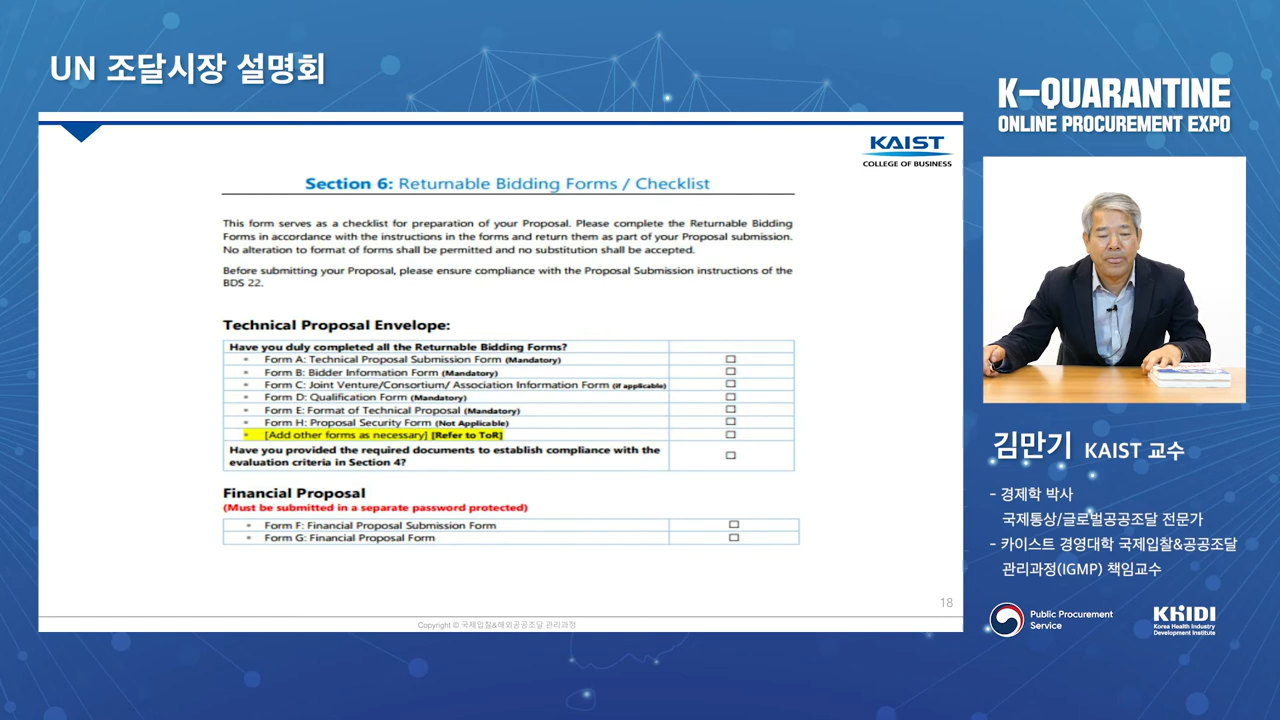 UN 조달시장 설명회
K-QUARANTINE
ONLINE PROCUREMENT EXPO
KAIST
COLLEGE OF BUSINESS
Section 6: Returnable Bidding Forms / Checklist
This form serves as a checklist for preparation of your Proposal. Please complete the Returnable Bidding
Forms in accordance with the instructions in the forms and return them as part of your Proposal submission.
No alteration to format of forms shall be permitted and no substitution shall be accepted.
Before submitting your Proposal, please ensure compliance with the Proposal Submission instructions of the
BDS 22.
Technical Proposal Envelope:
Have you duly completed all the Returnable Bidding Forms?
▪ Form A: Technical Proposal Submission Form (Mandatory) ☐
▪ Form B: Bidder Information Form (Mandatory) ☐
▪ Form C: Joint Venture/Consortium/ Association Information Form (if applicable) ☐
▪ Form D: Qualification Form (Mandatory) ☐
▪ Form E: Format of Technical Proposal (Mandatory) ☐
▪ Form H: Proposal Security Form (Not Applicable) ☐
▪ [Add other forms as necessary] [Refer to ToR] ☐
Have you provided the required documents to establish compliance with the
evaluation criteria in Section 4? ☐
Financial Proposal
(Must be submitted in a separate password protected)
▪ Form F: Financial Proposal Submission Form ☐
▪ Form G: Financial Proposal Form ☐
18
Copyright © 국제입찰&해외공공조달 관리과정
김만기 KAIST 교수
- 경제학 박사
국제통상/글로벌공공조달 전문가
- 카이스트 경영대학 국제입찰&공공조달
관리과정(IGMP) 책임교수
Public Procurement
Service
KHIDI
Korea Health Industry
Development Institute